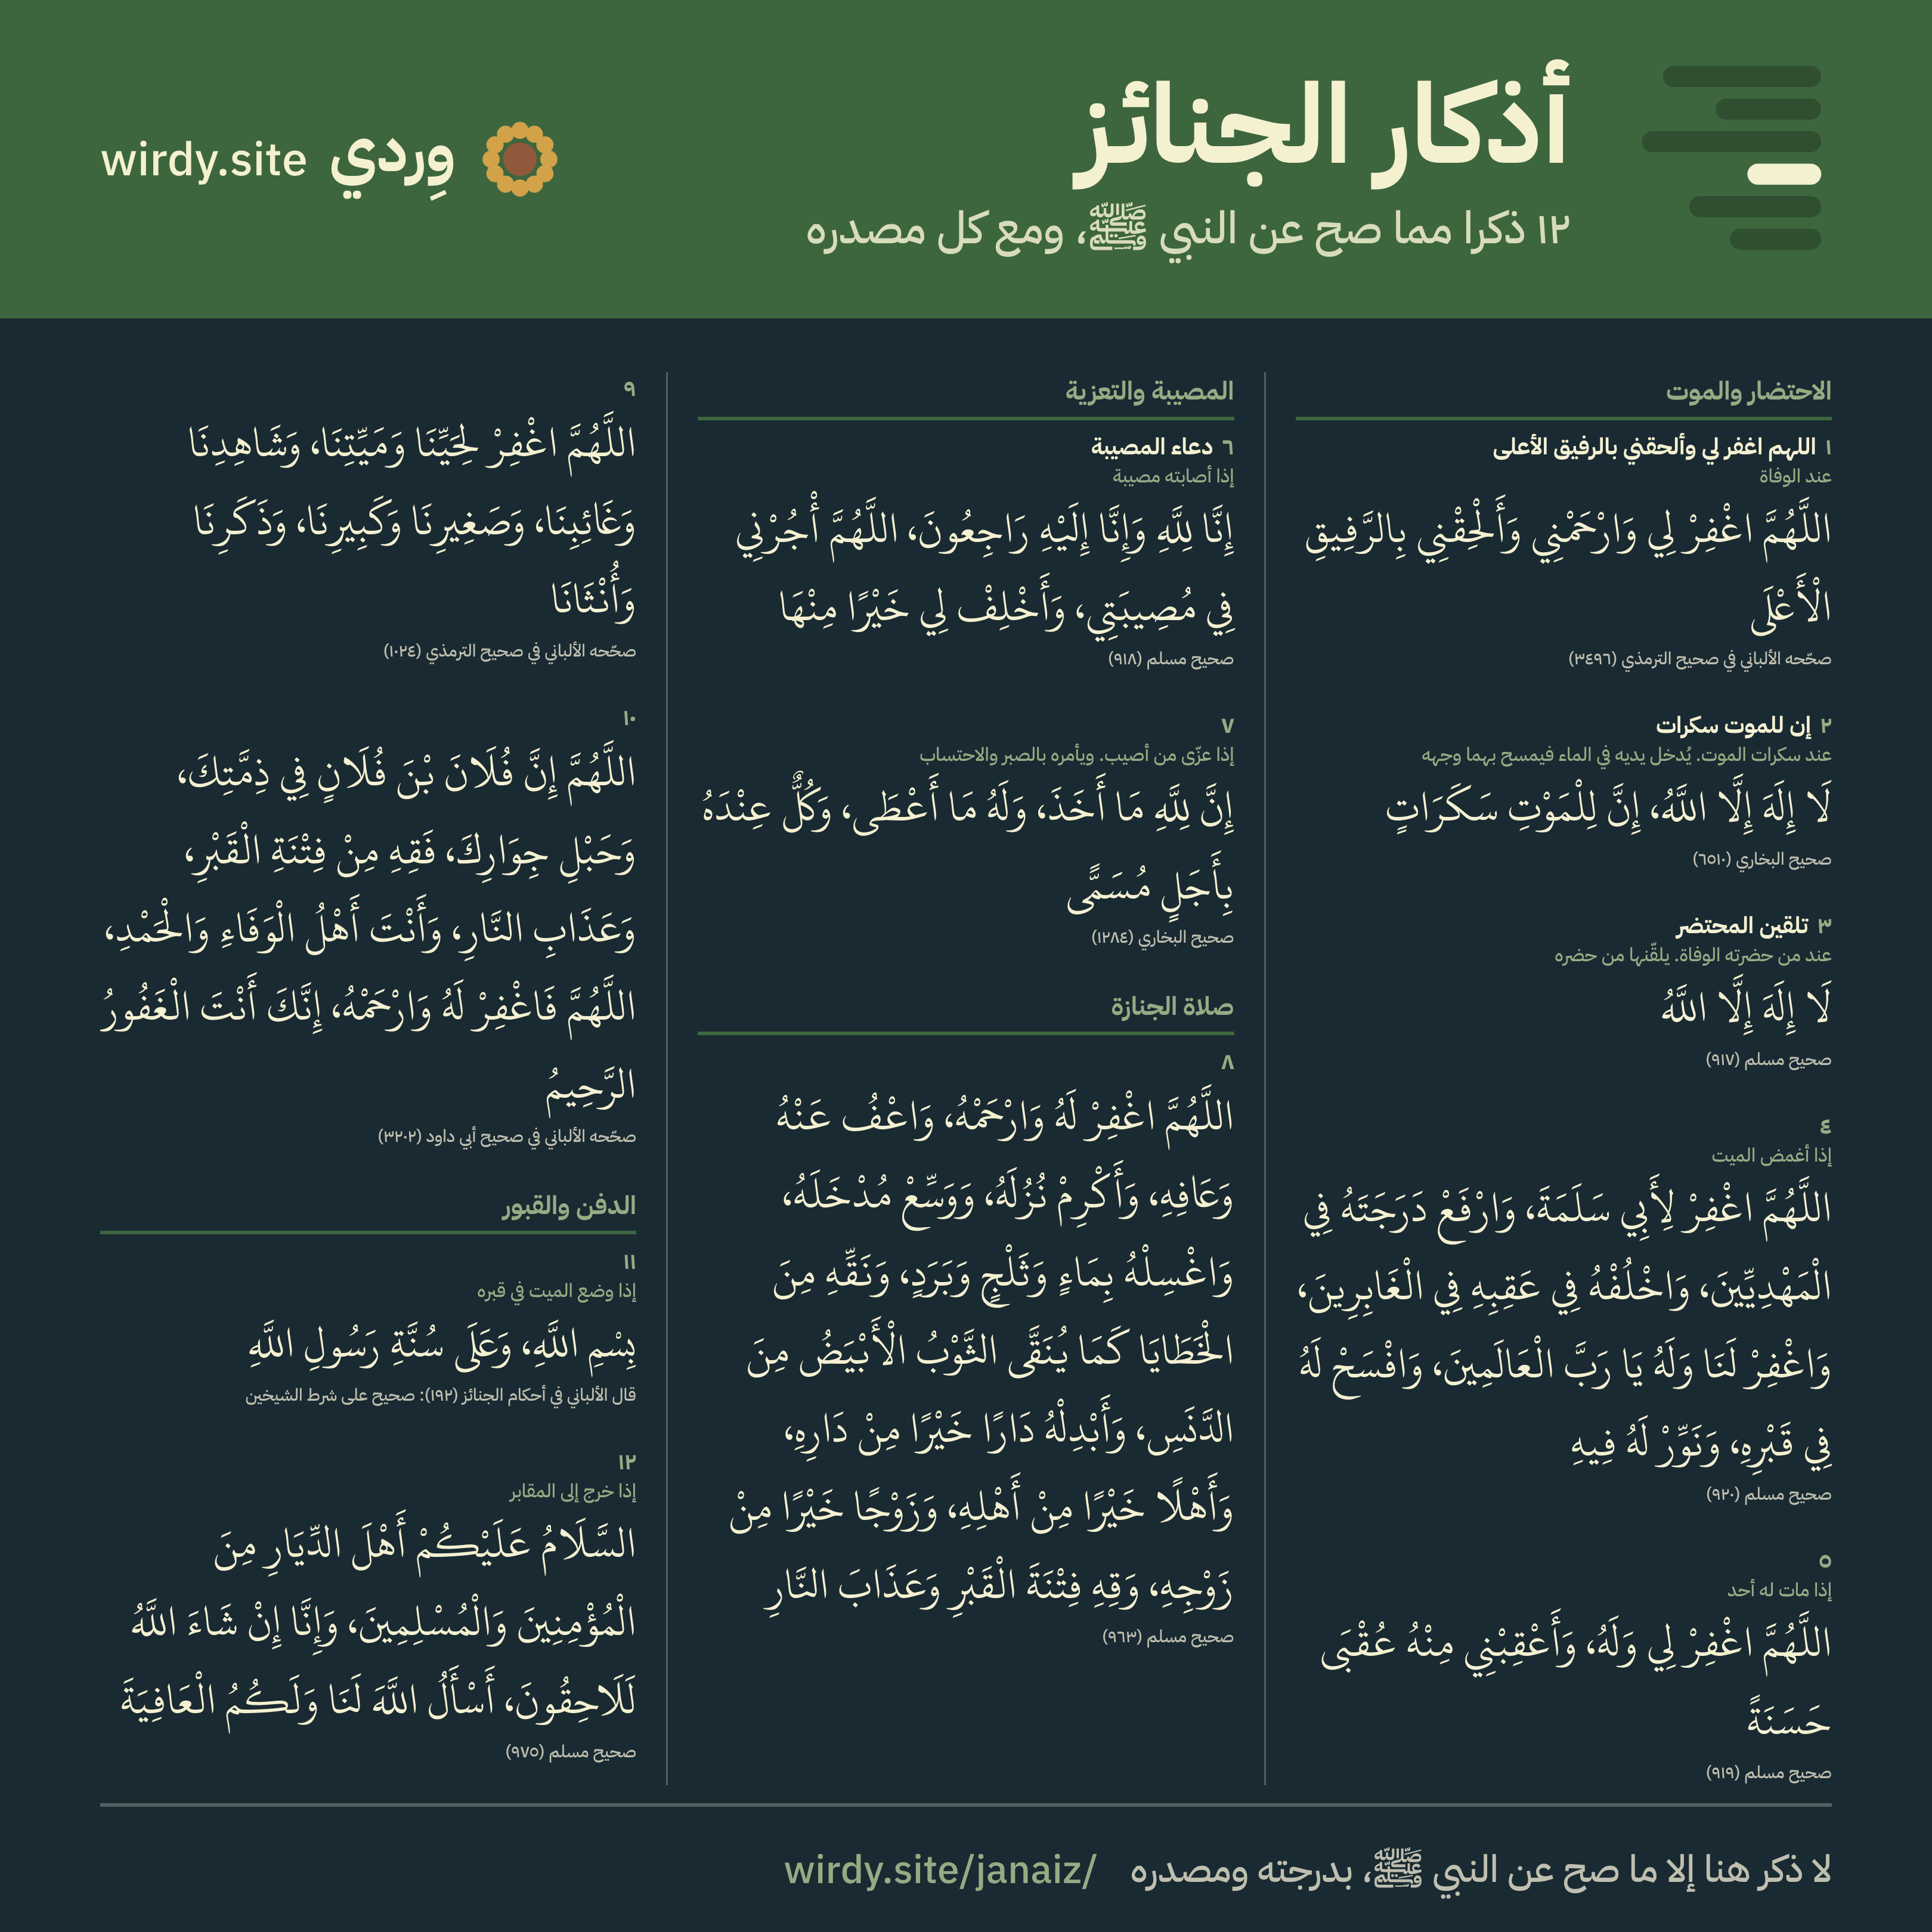 أذكار الجنائز
١٢ ذكرا مما صح عن النبي ﷺ، ومع كل مصدره
وِردي wirdy.site
الاحتضار والموت
١ اللهم اغفر لي وألحقني بالرفيق الأعلى
عند الوفاة
اللَّهُمَّ اغْفِرْ لِي وَارْحَمْنِي وَأَلْحِقْنِي بِالرَّفِيقِ
الْأَعْلَى
صحّحه الألباني في صحيح الترمذي (٣٤٩٦)
٢ إن للموت سكرات
عند سكرات الموت. يُدخل يديه في الماء فيمسح بهما وجهه
لَا إِلَهَ إِلَّا اللَّهُ، إِنَّ لِلْمَوْتِ سَكَرَاتٍ
صحيح البخاري (٦٥١٠)
٣ تلقين المحتضر
عند من حضرته الوفاة. يلقّنها من حضره
لَا إِلَهَ إِلَّا اللَّهُ
صحيح مسلم (٩١٧)
٤
إذا أغمض الميت
اللَّهُمَّ اغْفِرْ لِأَبِي سَلَمَةَ، وَارْفَعْ دَرَجَتَهُ فِي
الْمَهْدِيِّينَ، وَاخْلُفْهُ فِي عَقِبِهِ فِي الْغَابِرِينَ،
وَاغْفِرْ لَنَا وَلَهُ يَا رَبَّ الْعَالَمِينَ، وَافْسَحْ لَهُ
فِي قَبْرِهِ، وَنَوِّرْ لَهُ فِيهِ
صحيح مسلم (٩٢٠)
٥
إذا مات له أحد
اللَّهُمَّ اغْفِرْ لِي وَلَهُ، وَأَعْقِبْنِي مِنْهُ عُقْبَى
حَسَنَةً
صحيح مسلم (٩١٩)
المصيبة والتعزية
٦ دعاء المصيبة
إذا أصابته مصيبة
إِنَّا لِلَّهِ وَإِنَّا إِلَيْهِ رَاجِعُونَ، اللَّهُمَّ أْجُرْنِي
فِي مُصِيبَتِي، وَأَخْلِفْ لِي خَيْرًا مِنْهَا
صحيح مسلم (٩١٨)
٧
إذا عزّى من أصيب. ويأمره بالصبر والاحتساب
إِنَّ لِلَّهِ مَا أَخَذَ، وَلَهُ مَا أَعْطَى، وَكُلٌّ عِنْدَهُ
بِأَجَلٍ مُسَمًّى
صحيح البخاري (١٢٨٤)
صلاة الجنازة
٨
اللَّهُمَّ اغْفِرْ لَهُ وَارْحَمْهُ، وَاعْفُ عَنْهُ
وَعَافِهِ، وَأَكْرِمْ نُزُلَهُ، وَوَسِّعْ مُدْخَلَهُ،
وَاغْسِلْهُ بِمَاءٍ وَثَلْجٍ وَبَرَدٍ، وَنَقِّهِ مِنَ
الْخَطَايَا كَمَا يُنَقَّى الثَّوْبُ الْأَبْيَضُ مِنَ
الدَّنَسِ، وَأَبْدِلْهُ دَارًا خَيْرًا مِنْ دَارِهِ،
وَأَهْلًا خَيْرًا مِنْ أَهْلِهِ، وَزَوْجًا خَيْرًا مِنْ
زَوْجِهِ، وَقِهِ فِتْنَةَ الْقَبْرِ وَعَذَابَ النَّارِ
صحيح مسلم (٩٦٣)
٩
اللَّهُمَّ اغْفِرْ لِحَيِّنَا وَمَيِّتِنَا، وَشَاهِدِنَا
وَغَائِبِنَا، وَصَغِيرِنَا وَكَبِيرِنَا، وَذَكَرِنَا
وَأُنْثَانَا
صحّحه الألباني في صحيح الترمذي (١٠٢٤)
١٠
اللَّهُمَّ إِنَّ فُلَانَ بْنَ فُلَانٍ فِي ذِمَّتِكَ،
وَحَبْلِ جِوَارِكَ، فَقِهِ مِنْ فِتْنَةِ الْقَبْرِ،
وَعَذَابِ النَّارِ، وَأَنْتَ أَهْلُ الْوَفَاءِ وَالْحَمْدِ،
اللَّهُمَّ فَاغْفِرْ لَهُ وَارْحَمْهُ، إِنَّكَ أَنْتَ الْغَفُورُ
الرَّحِيمُ
صحّحه الألباني في صحيح أبي داود (٣٢٠٢)
الدفن والقبور
١١
إذا وضع الميت في قبره
بِسْمِ اللَّهِ، وَعَلَى سُنَّةِ رَسُولِ اللَّهِ
قال الألباني في أحكام الجنائز (١٩٢): صحيح على شرط الشيخين
١٢
إذا خرج إلى المقابر
السَّلَامُ عَلَيْكُمْ أَهْلَ الدِّيَارِ مِنَ
الْمُؤْمِنِينَ وَالْمُسْلِمِينَ، وَإِنَّا إِنْ شَاءَ اللَّهُ
لَلَاحِقُونَ، أَسْأَلُ اللَّهَ لَنَا وَلَكُمُ الْعَافِيَةَ
صحيح مسلم (٩٧٥)
لا ذكر هنا إلا ما صح عن النبي ﷺ، بدرجته ومصدره wirdy.site/janaiz/